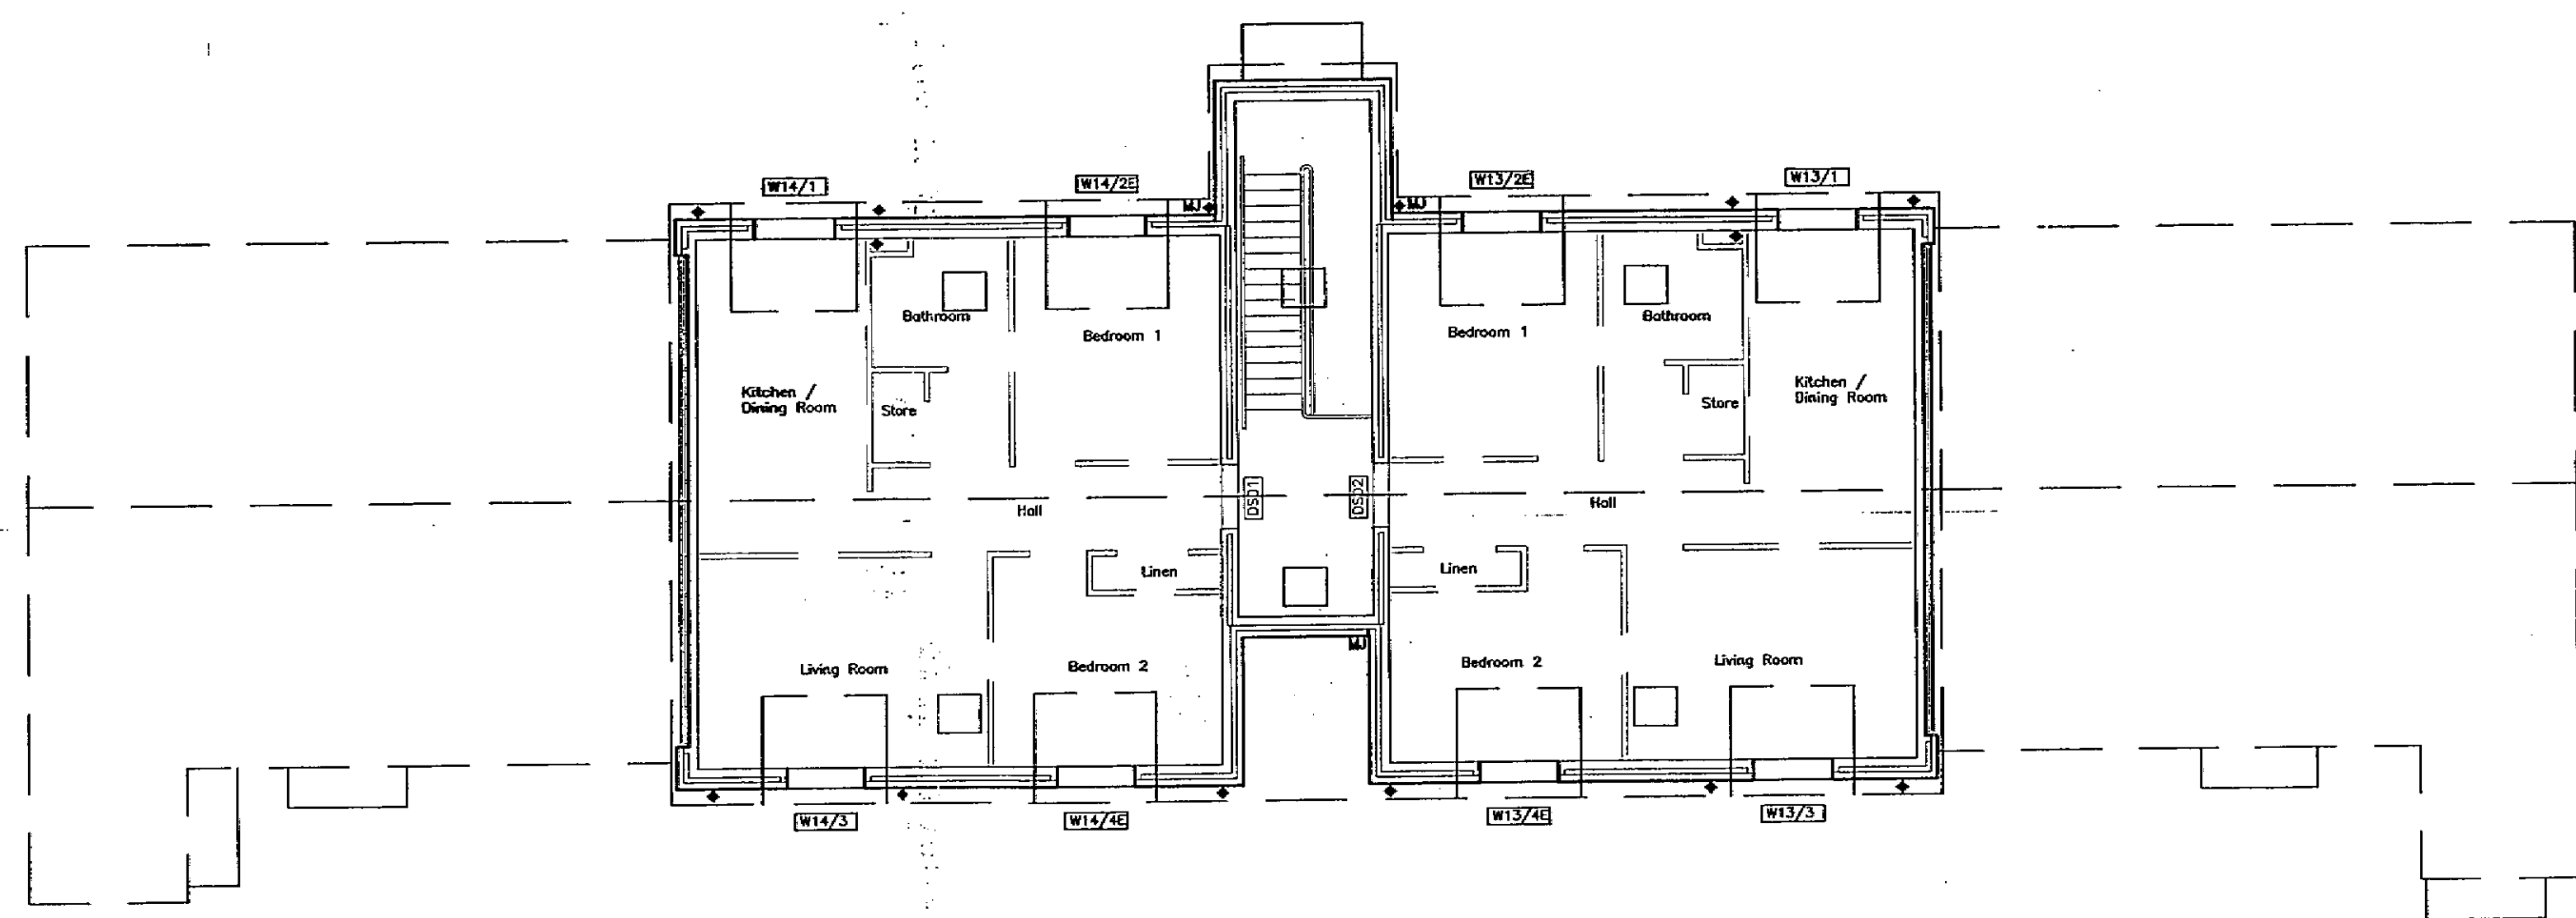 W14/1
W14/2E
W13/2E
W13/1
MJ
MJ
Bathroom
Bedroom 1
Bedroom 1
Bathroom
Kitchen /
Dining Room
Store
Store
Kitchen /
Dining Room
DSD1
DSD2
Hall
Hall
Linen
Linen
MJ
Living Room
Bedroom 2
Bedroom 2
Living Room
W14/3
W14/4E
W13/4E
W13/3